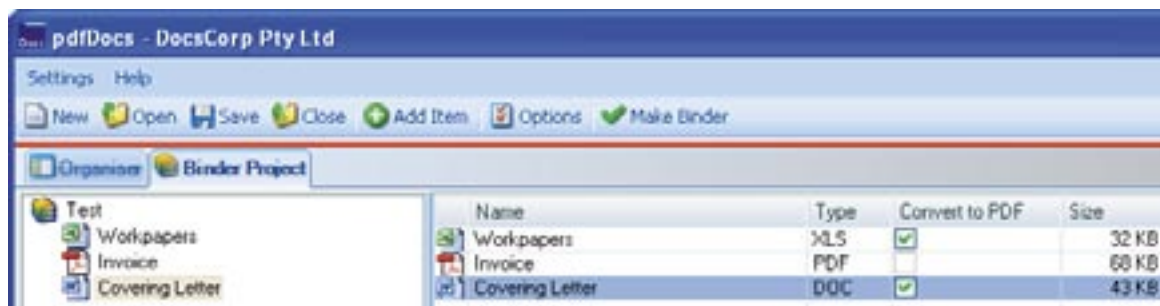 pdfDocs - DocsCorp Pty Ltd
Settings Help
New Open Save Close Add Item Options Make Binder
Organiser Binder Project
Test
Workpapers
Invoice
Covering Letter
Name Type Convert to PDF Size
Workpapers XLS 32 KB
Invoice PDF 68 KB
Covering Letter DOC 43 KB